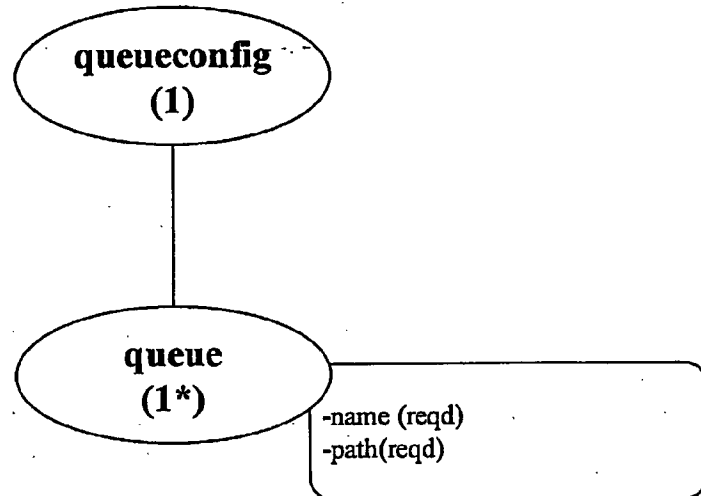 queueconfig
(1)
queue
(1*)
-name (reqd)
-path(reqd)